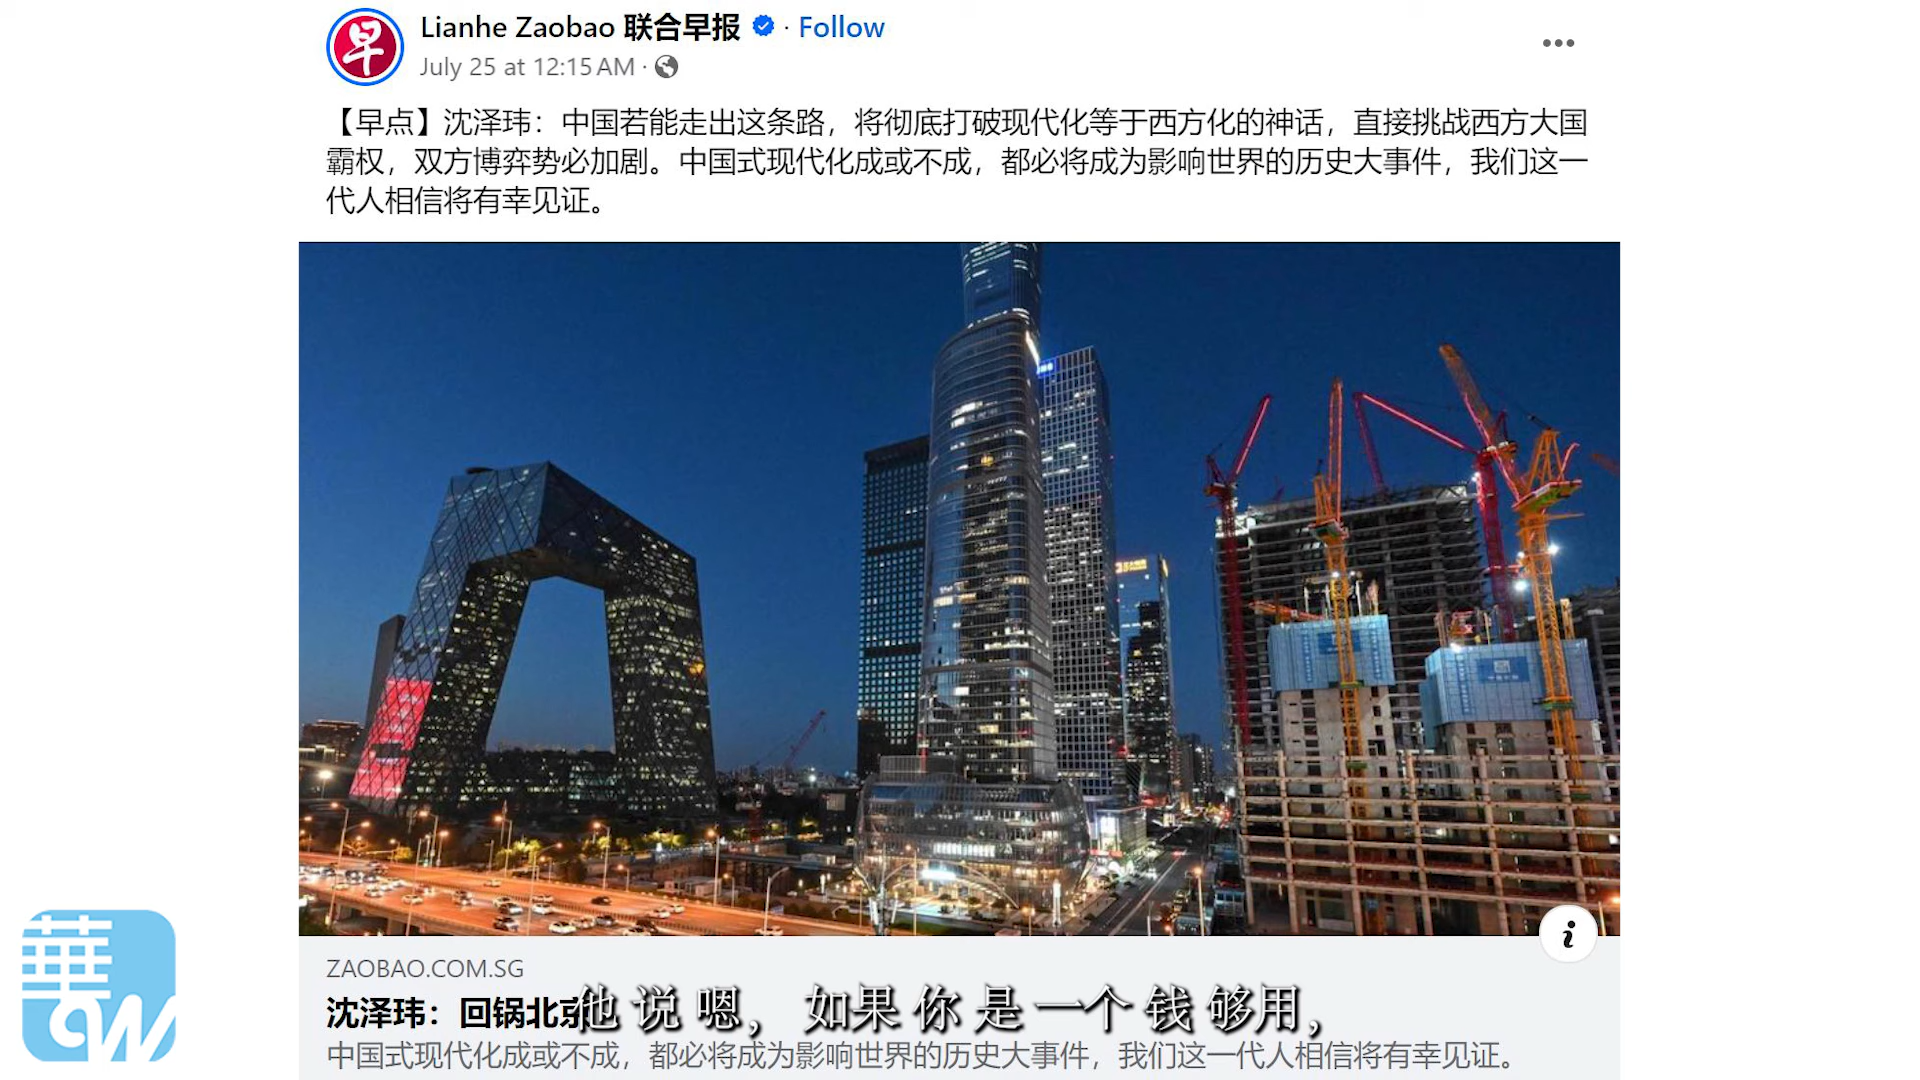 Lianhe Zaobao 联合早报 · Follow
July 25 at 12:15 AM ·
【早点】沈泽玮：中国若能走出这条路，将彻底打破现代化等于西方化的神话，直接挑战西方大国
霸权，双方博弈势必加剧。中国式现代化成或不成，都必将成为影响世界的历史大事件，我们这一
代人相信将有幸见证。
ZAOBAO.COM.SG
沈泽玮：回锅北京
他说嗯，如果你是一个钱够用，
中国式现代化成或不成，都必将成为影响世界的历史大事件，我们这一代人相信将有幸见证。
早
華